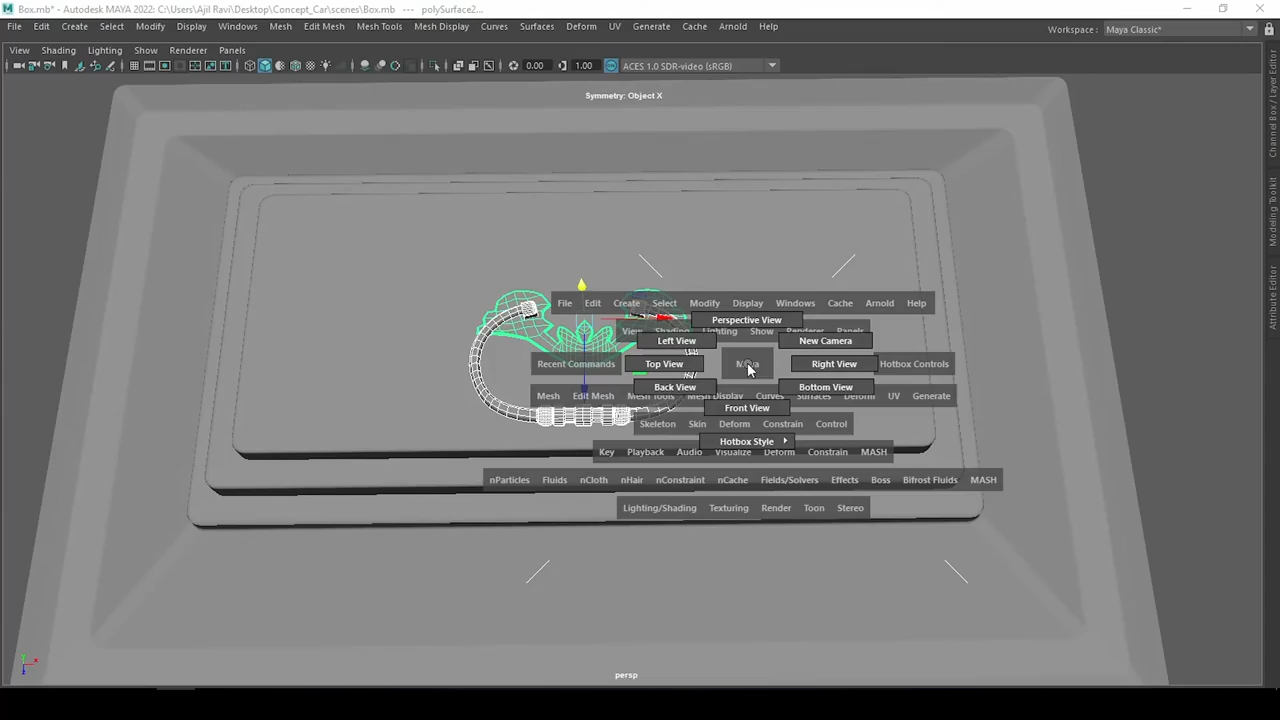 Box.mb* - Autodesk MAYA 2022: C:\Users\Ajil Ravi\Desktop\Concept_Car\scenes\Box.mb --- polySurface2...
File Edit Create Select Modify Display Windows Mesh Edit Mesh Mesh Tools Mesh Display Curves Surfaces Deform UV Generate Cache Arnold Help
Workspace : Maya Classic*
View Shading Lighting Show Renderer Panels
0.00 1.00 ACES 1.0 SDR-video (sRGB)
Symmetry: Object X
Channel Box / Layer Editor
Modeling Toolkit
Attribute Editor
File Edit Create Select Modify Display Windows Cache Arnold Help
Perspective View
View Shading Lighting Show Renderer Panels
Left View New Camera
Recent Commands Top View Maya Right View Hotbox Controls
Back View Bottom View
Mesh Edit Mesh Mesh Tools Mesh Display Curves Surfaces Deform UV Generate
Front View
Skeleton Skin Deform Constrain Control
Hotbox Style
Key Playback Audio Visualize Deform Constrain MASH
nParticles Fluids nCloth nHair nConstraint nCache Fields/Solvers Effects Boss Bifrost Fluids MASH
Lighting/Shading Texturing Render Toon Stereo
persp